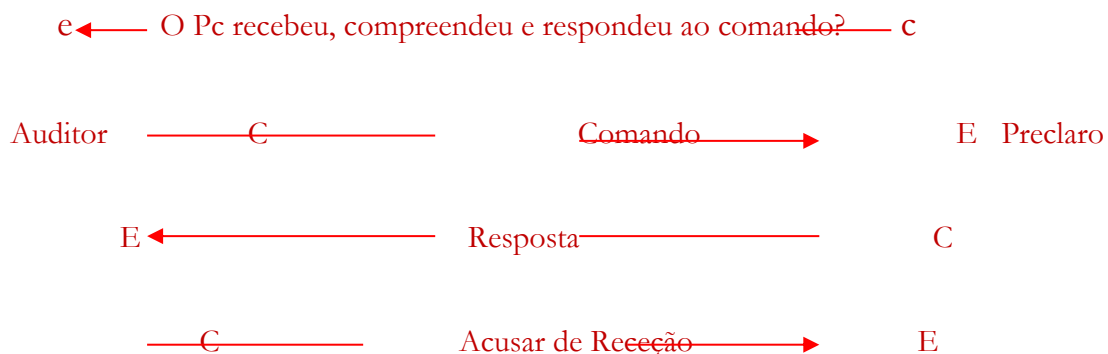 e O Pc recebeu, compreendeu e respondeu ao comando? c
Auditor C Comando E Preclaro
E Resposta C
C Acusar de Receção E